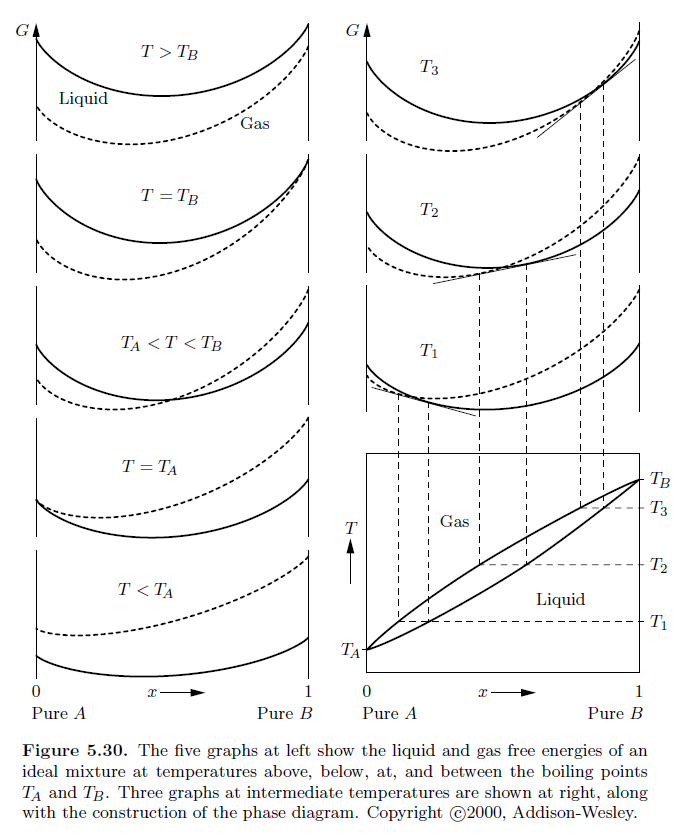 G
T > T_B
Liquid
Gas
T = T_B
T_A < T < T_B
T = T_A
T < T_A
0
x
1
Pure A
Pure B
G
T_3
T_2
T_1
T
Gas
Liquid
T_B
T_3
T_2
T_1
T_A
0
x
1
Pure A
Pure B
Figure 5.30. The five graphs at left show the liquid and gas free energies of an
ideal mixture at temperatures above, below, at, and between the boiling points
T_A and T_B. Three graphs at intermediate temperatures are shown at right, along
with the construction of the phase diagram. Copyright ©2000, Addison-Wesley.